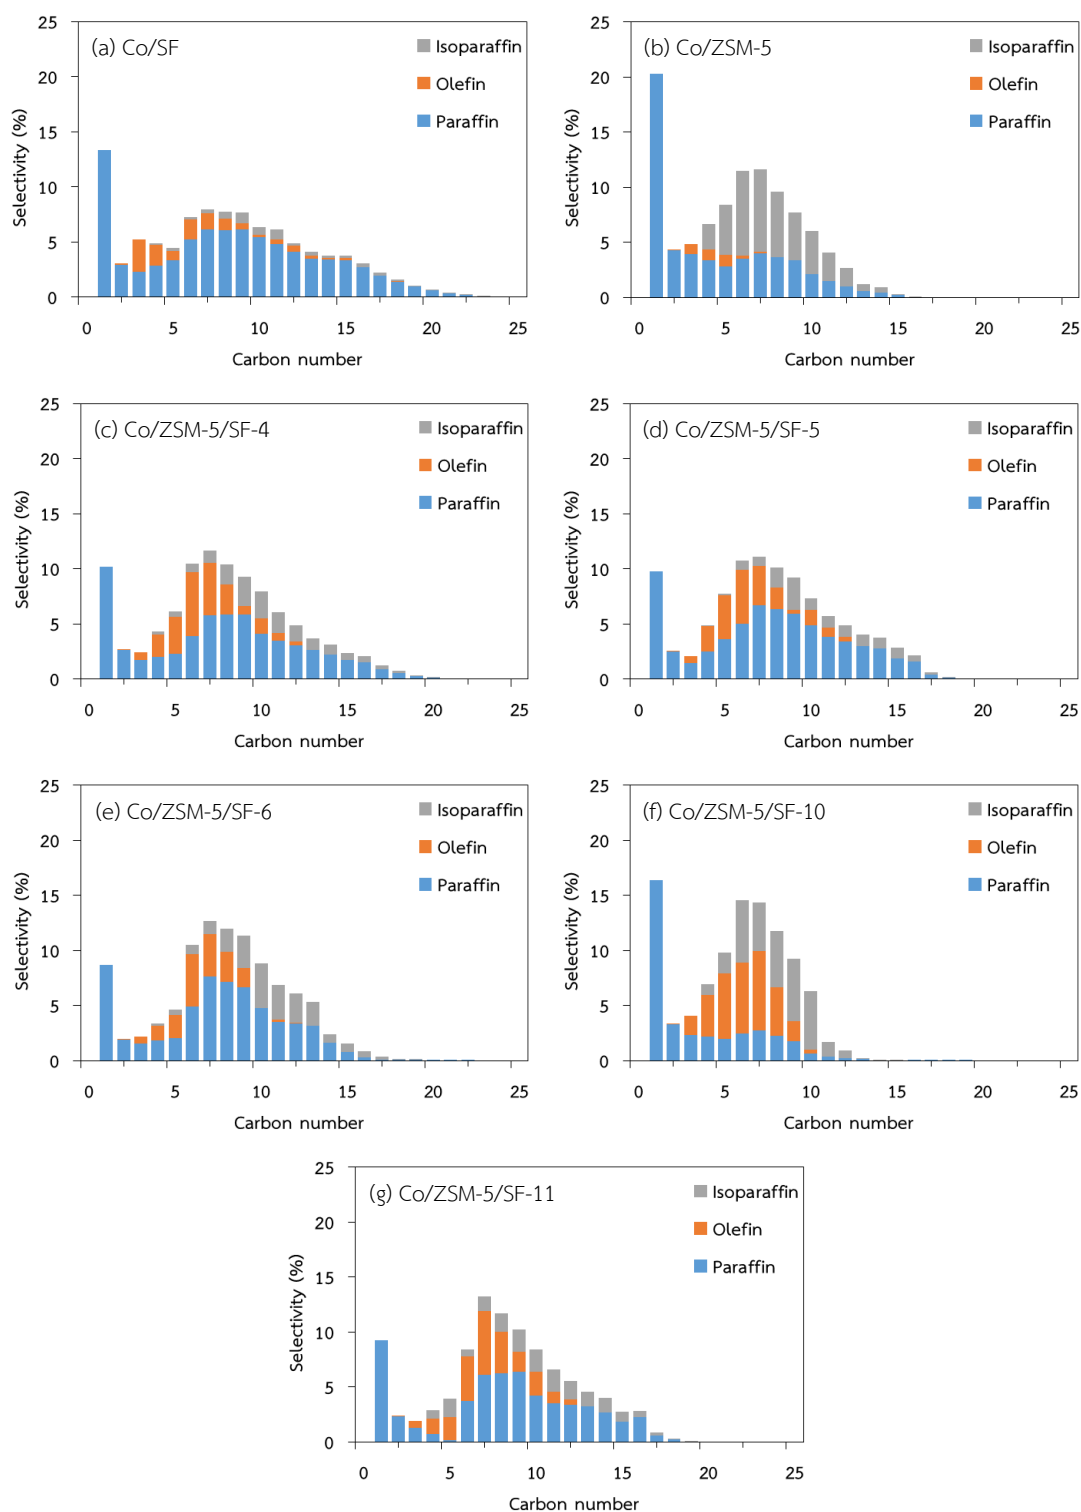 (a) Co/SF
Isoparaffin
Olefin
Paraffin
Selectivity (%)
20
15
10
5
0
0 5 10 15 20 25
Carbon number
(b) Co/ZSM-5
Isoparaffin
Olefin
Paraffin
Selectivity (%)
25
20
15
10
5
0
0 5 10 15 20 25
Carbon number
(c) Co/ZSM-5/SF-4
Isoparaffin
Olefin
Paraffin
Selectivity (%)
25
20
15
10
5
0
0 5 10 15 20 25
Carbon number
(d) Co/ZSM-5/SF-5
Isoparaffin
Olefin
Paraffin
Selectivity (%)
25
20
15
10
5
0
0 5 10 15 20 25
Carbon number
(e) Co/ZSM-5/SF-6
Isoparaffin
Olefin
Paraffin
Selectivity (%)
25
20
15
10
5
0
0 5 10 15 20 25
Carbon number
(f) Co/ZSM-5/SF-10
Isoparaffin
Olefin
Paraffin
Selectivity (%)
25
20
15
10
5
0
0 5 10 15 20 25
Carbon number
(g) Co/ZSM-5/SF-11
Isoparaffin
Olefin
Paraffin
Selectivity (%)
25
20
15
10
5
0
0 5 10 15 20 25
Carbon number